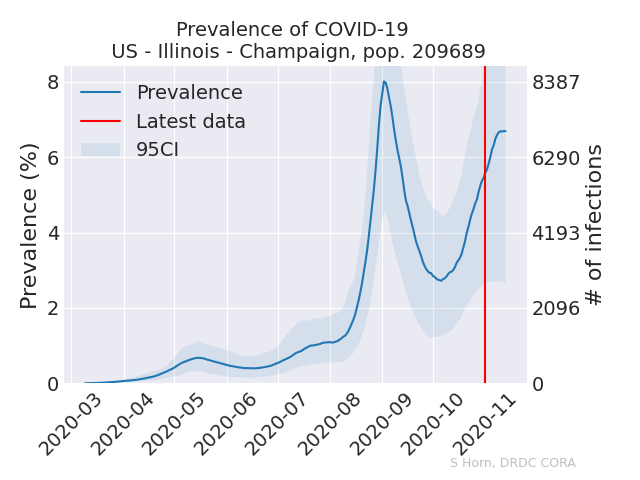 Prevalence of COVID-19
US - Illinois - Champaign, pop. 209689
Prevalence
Latest data
95CI
Prevalence (%)
8
6
4
2
0
8387
6290
4193
2096
0
# of infections
2020-03
2020-04
2020-05
2020-06
2020-07
2020-08
2020-09
2020-10
2020-11
S Horn, DRDC CORA